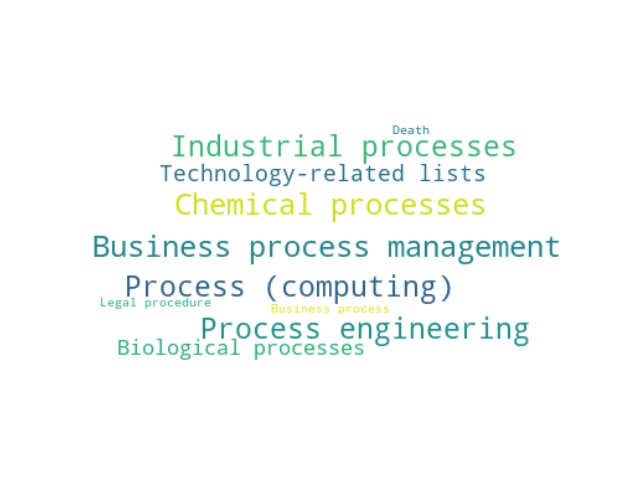 Death
Industrial processes
Technology-related lists
Chemical processes
Business process management
Process (computing)
Legal procedure
Business process
Process engineering
Biological processes